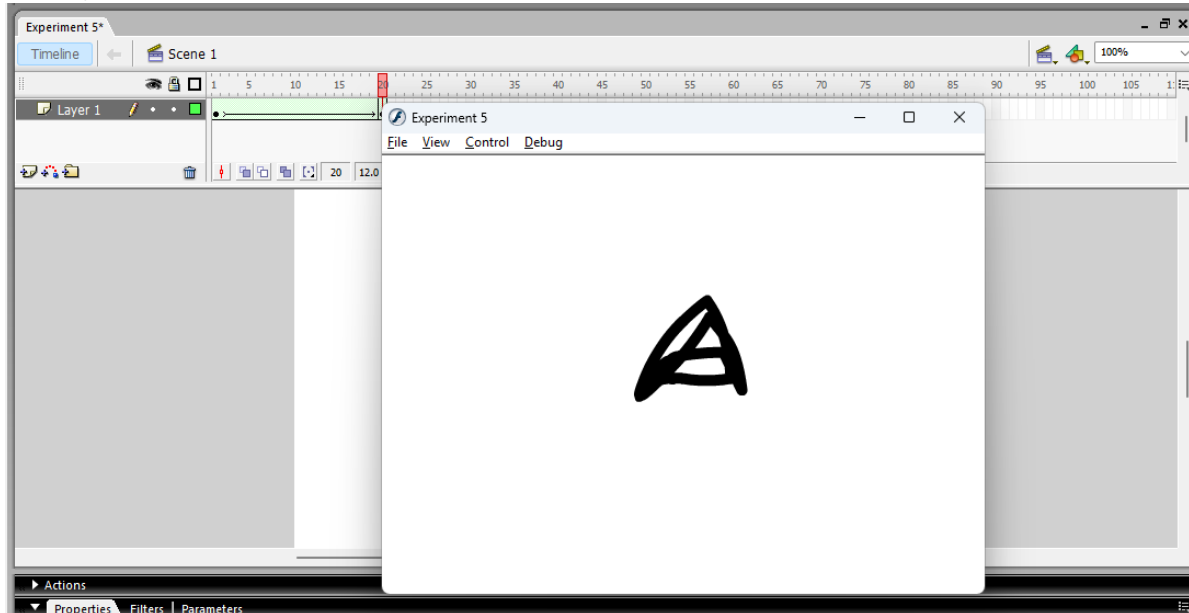 Experiment 5*
Timeline Scene 1 100%
1 5 10 15 20 25 30 35 40 45 50 55 60 65 70 75 80 85 90 95 100 105 11
Layer 1
Experiment 5
File View Control Debug
20 12.0
A
Actions
Properties Filters Parameters